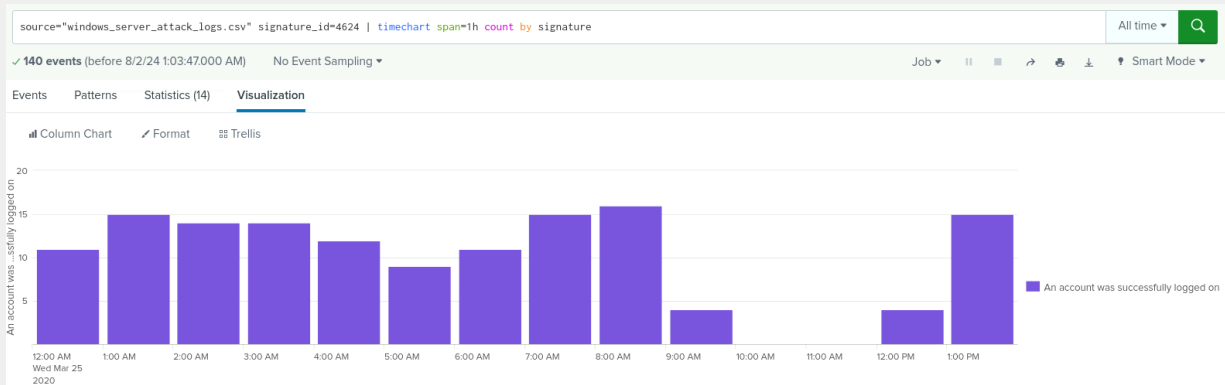 source="windows_server_attack_logs.csv" signature_id=4624 | timechart span=1h count by signature
All time
140 events (before 8/2/24 1:03:47.000 AM)
No Event Sampling
Job
Smart Mode
Events
Patterns
Statistics (14)
Visualization
Column Chart
Format
Trellis
An account was ...ssfully logged on
20
15
10
5
12:00 AM
Wed Mar 25
2020
1:00 AM
2:00 AM
3:00 AM
4:00 AM
5:00 AM
6:00 AM
7:00 AM
8:00 AM
9:00 AM
10:00 AM
11:00 AM
12:00 PM
1:00 PM
An account was successfully logged on